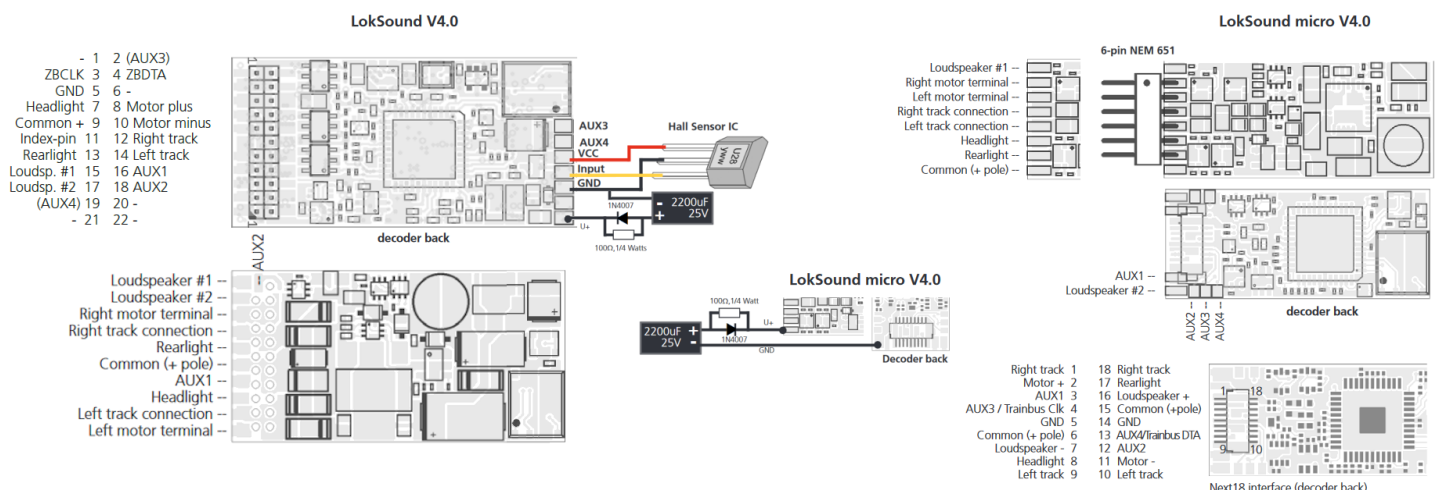 LokSound V4.0
- 1 2 (AUX3)
ZBCLK 3 4 ZBDTA
GND 5 6 -
Headlight 7 8 Motor plus
Common + 9 10 Motor minus
Index-pin 11 12 Right track
Rearlight 13 14 Left track
Loudsp. #1 15 16 AUX1
Loudsp. #2 17 18 AUX2
(AUX4) 19 20 -
- 21 22 -
1
1
AUX3
AUX4
VCC
Input
GND
U+
Hall Sensor IC
U28
yww
1N4007
100Ω,1/4 Watts
- 2200uF
+ 25V
decoder back
AUX2 --
Loudspeaker #1 --
Loudspeaker #2 --
Right motor terminal --
Right track connection --
Rearlight --
Common (+ pole) --
AUX1 --
Headlight --
Left track connection --
Left motor terminal --
LokSound micro V4.0
100Ω,1/4 Watt
U+
2200uF +
25V -
1N4007
GND
Decoder back
LokSound micro V4.0
6-pin NEM 651
Loudspeaker #1 --
Right motor terminal --
Left motor terminal --
Right track connection --
Left track connection --
Headlight --
Rearlight --
Common (+ pole) --
AUX1 --
Loudspeaker #2 --
AUX2 --
AUX3 --
AUX4 --
decoder back
Right track 1 18 Right track
Motor + 2 17 Rearlight
AUX1 3 16 Loudspeaker +
AUX3 / Trainbus Clk 4 15 Common (+pole)
GND 5 14 GND
Common (+ pole) 6 13 AUX4/Trainbus DTA
Loudspeaker - 7 12 AUX2
Headlight 8 11 Motor -
Left track 9 10 Left track
1 18
9 10
Next18 interface (decoder back)